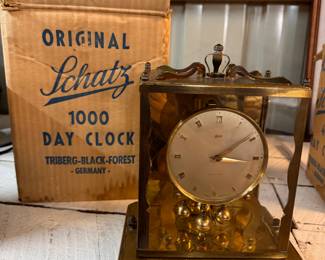 ORIGINAL
Schatz
1000
DAY CLOCK
TRIBERG-BLACK-FOREST
- GERMANY -